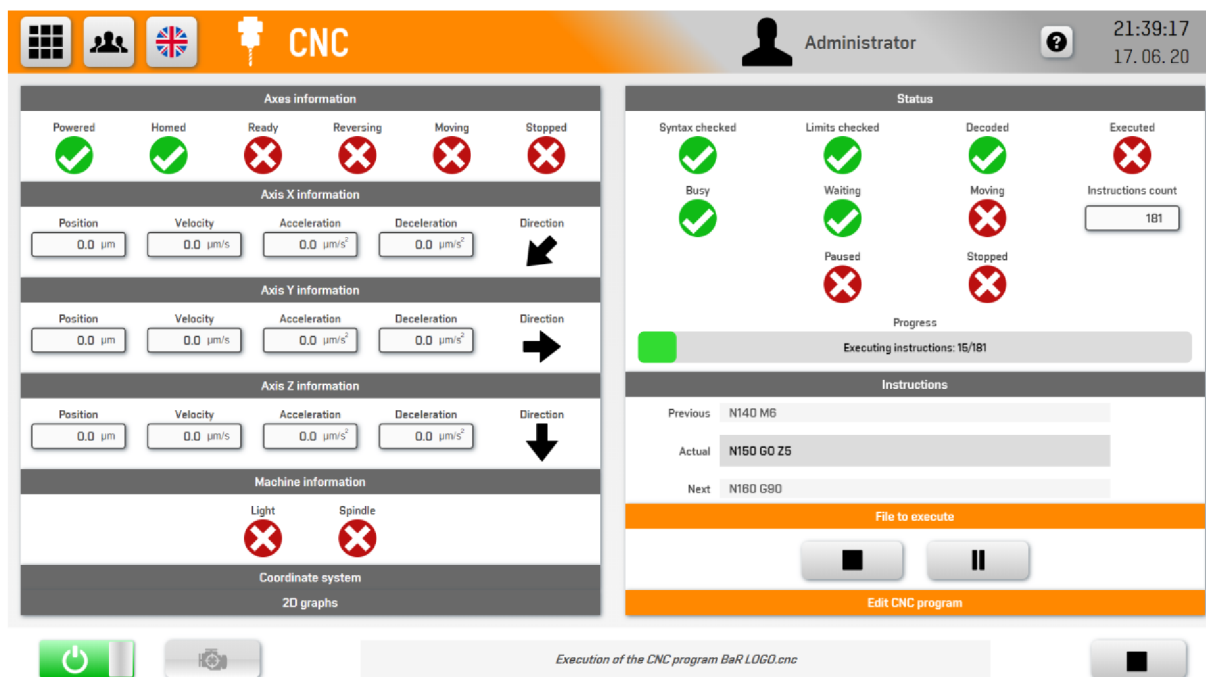 CNC
Administrator
21:39:17
17. 06. 20
Axes information
Powered Homed Ready Reversing Moving Stopped
Axis X information
Position Velocity Acceleration Deceleration Direction
0.0 µm 0.0 µm/s 0.0 µm/s² 0.0 µm/s²
Axis Y information
Position Velocity Acceleration Deceleration Direction
0.0 µm 0.0 µm/s 0.0 µm/s² 0.0 µm/s²
Axis Z information
Position Velocity Acceleration Deceleration Direction
0.0 µm 0.0 µm/s 0.0 µm/s² 0.0 µm/s²
Machine information
Light Spindle
Coordinate system
2D graphs
Status
Syntax checked Limits checked Decoded Executed
Busy Waiting Moving Instructions count
181
Paused Stopped
Progress
Executing instructions: 15/181
Instructions
Previous N140 M6
Actual N150 G0 Z5
Next N160 G90
File to execute
Edit CNC program
Execution of the CNC program BaR LOGO.cnc